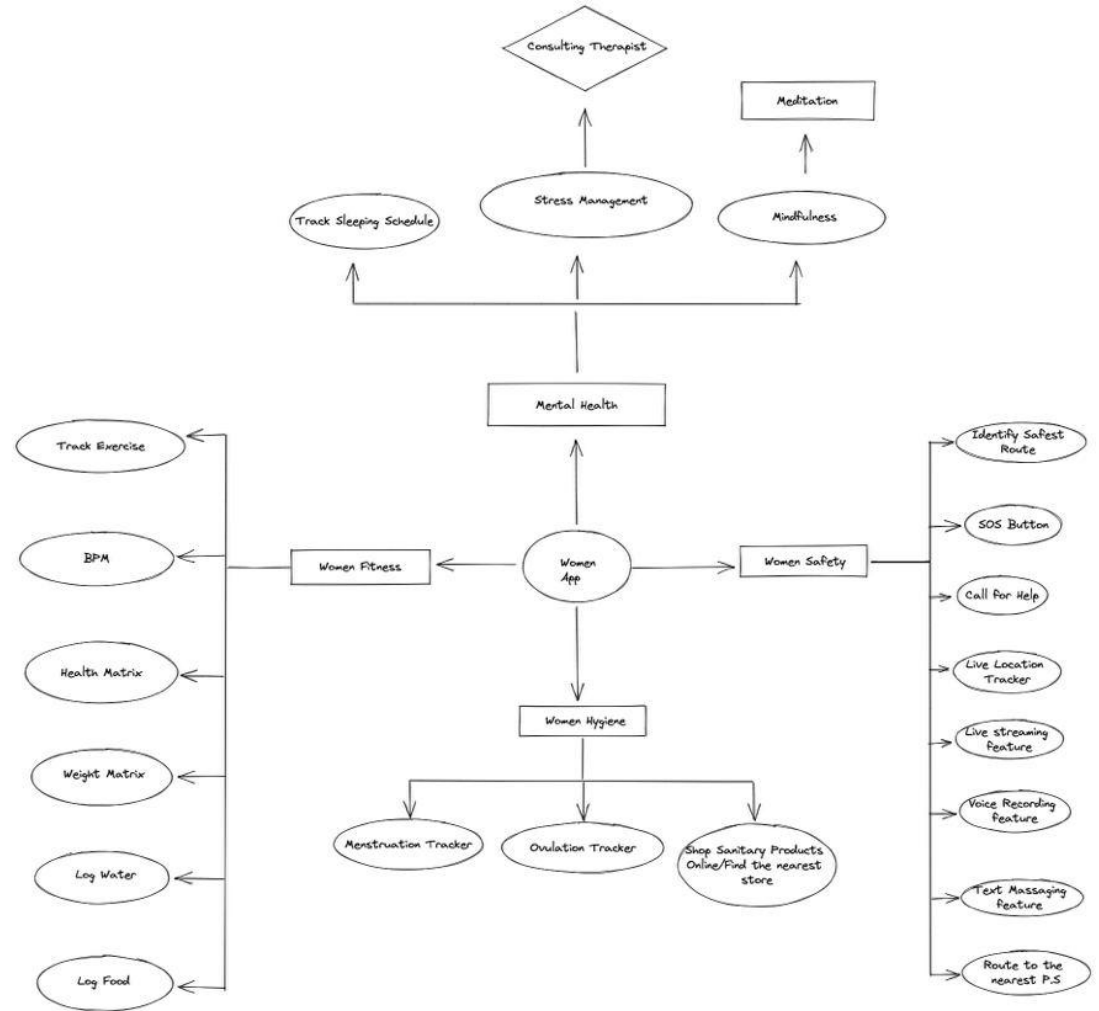 Consulting Therapist
Meditation
Track Sleeping Schedule
Stress Management
Mindfulness
Mental Health
Track Exercise
BPM
Health Matrix
Weight Matrix
Log Water
Log Food
Women Fitness
Women
App
Women Safety
Women Hygiene
Menstruation Tracker
Ovulation Tracker
Shop Sanitary Products
Online/Find the nearest
store
Identify Safest
Route
SOS Button
Call for Help
Live Location
Tracker
Live streaming
feature
Voice Recording
feature
Text Massaging
feature
Route to the
nearest P.S